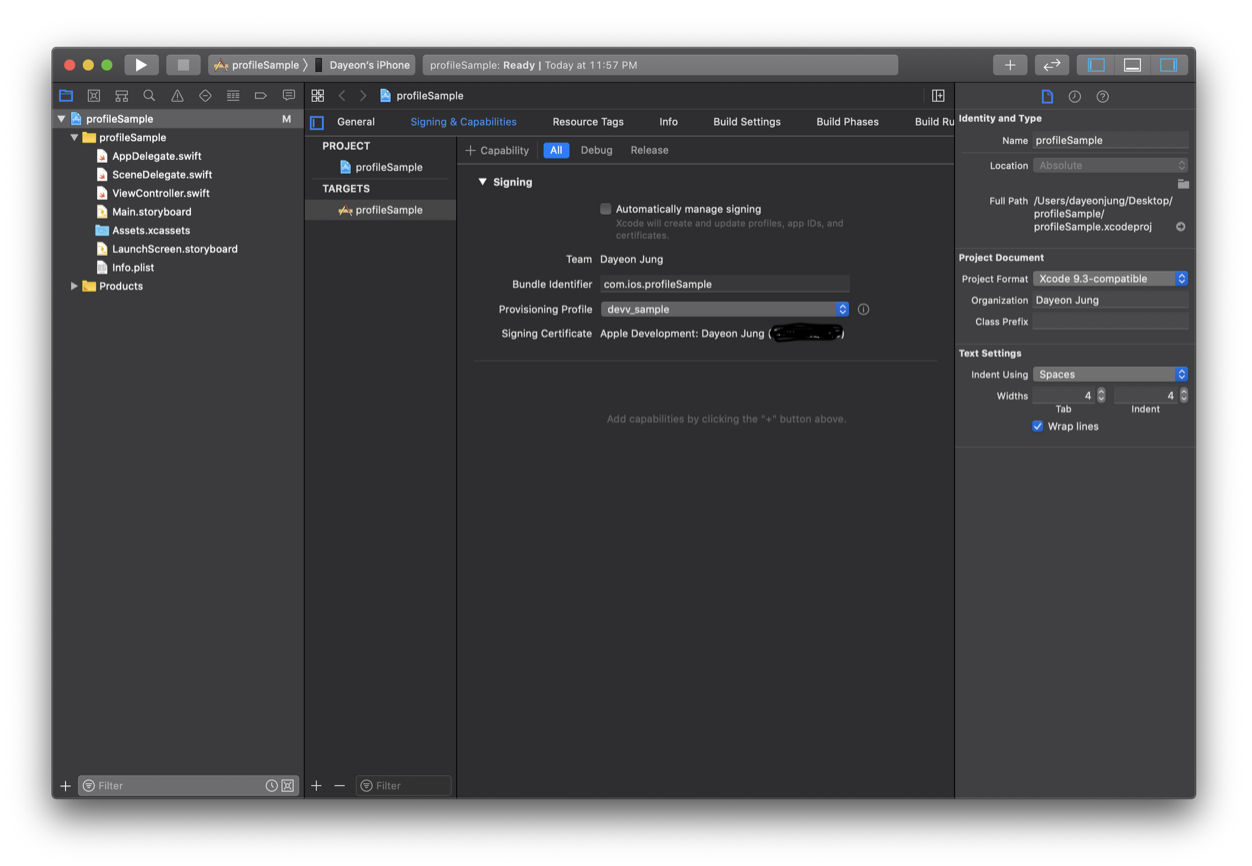 profileSample 〉 Dayeon's iPhone
profileSample: Ready | Today at 11:57 PM
profileSample M
profileSample
AppDelegate.swift
SceneDelegate.swift
ViewController.swift
Main.storyboard
Assets.xcassets
LaunchScreen.storyboard
Info.plist
Products
Filter
profileSample
General Signing & Capabilities Resource Tags Info Build Settings Build Phases Build Ru
PROJECT
profileSample
TARGETS
profileSample
Filter
+ Capability All Debug Release
Signing
Automatically manage signing
Xcode will create and update profiles, app IDs, and
certificates.
Team Dayeon Jung
Bundle Identifier com.ios.profileSample
Provisioning Profile devv_sample
Signing Certificate Apple Development: Dayeon Jung (
Add capabilities by clicking the "+" button above.
Identity and Type
Name profileSample
Location Absolute
Full Path /Users/dayeonjung/Desktop/
profileSample/
profileSample.xcodeproj
Project Document
Project Format Xcode 9.3-compatible
Organization Dayeon Jung
Class Prefix
Text Settings
Indent Using Spaces
Widths 4 4
Tab Indent
Wrap lines